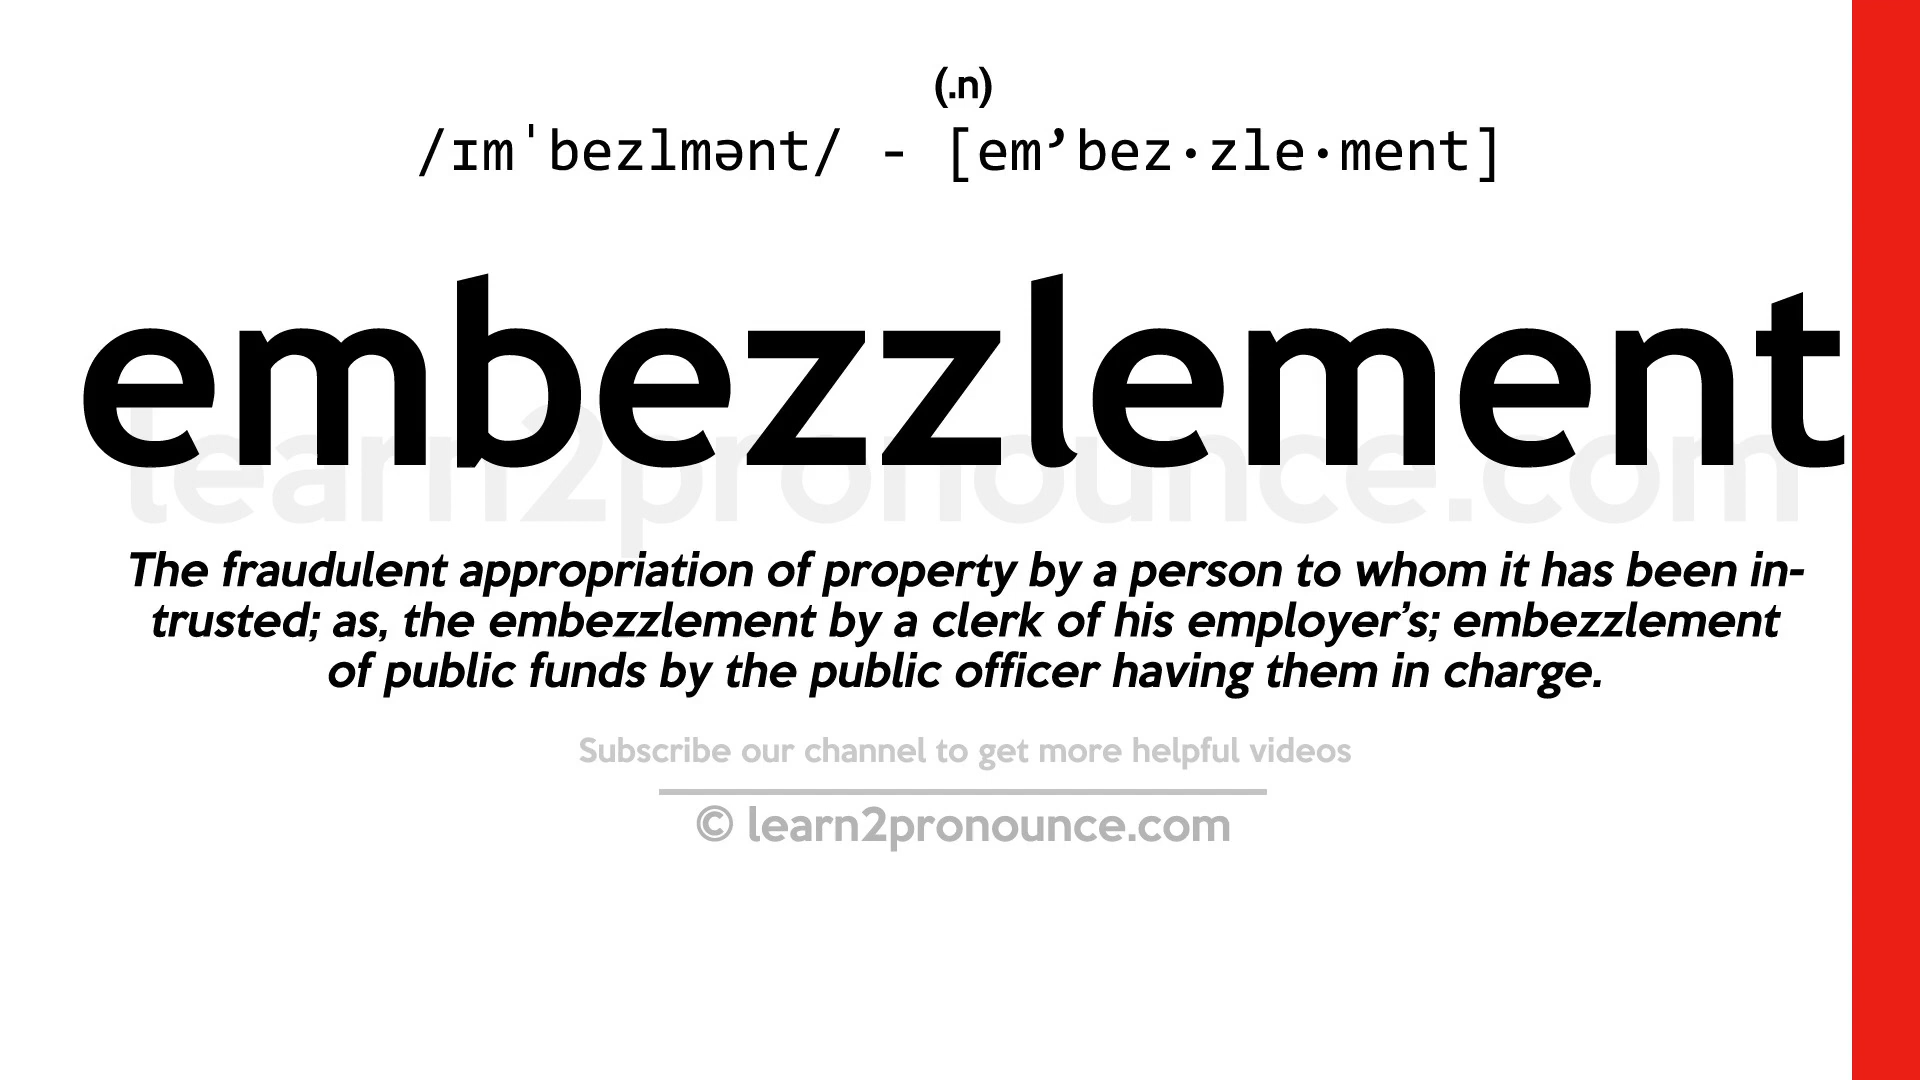 (.n)
/ɪmˈbezlmənt/ - [em’bez·zle·ment]
embezzlement
learn2pronounce.com
The fraudulent appropriation of property by a person to whom it has been in-
trusted; as, the embezzlement by a clerk of his employer’s; embezzlement
of public funds by the public officer having them in charge.
Subscribe our channel to get more helpful videos
© learn2pronounce.com